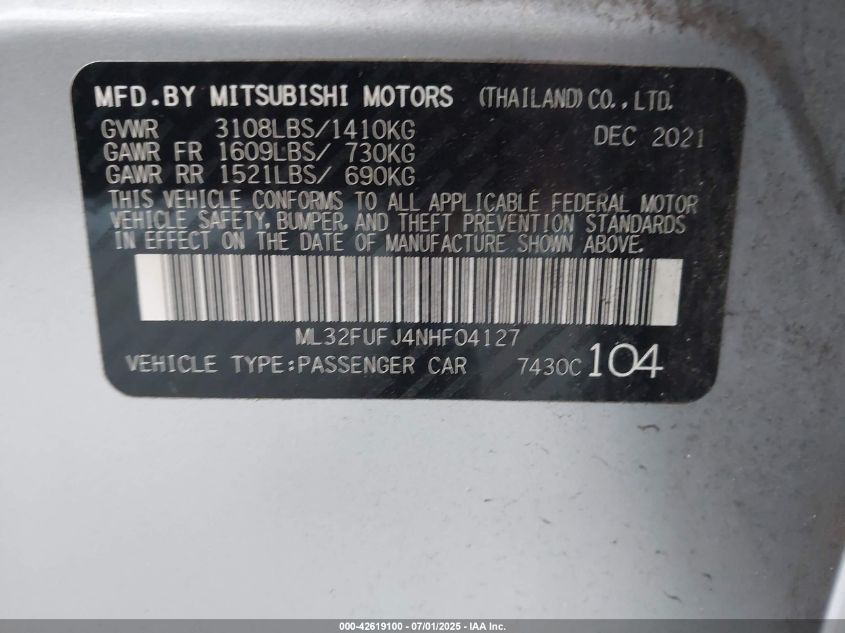 MFD.BY MITSUBISHI MOTORS (THAILAND) CO.,LTD.
GVWR 3108LBS/1410KG DEC 2021
GAWR FR 1609LBS/ 730KG
GAWR RR 1521LBS/ 690KG
THIS VEHICLE CONFORMS TO ALL APPLICABLE FEDERAL MOTOR
VEHICLE SAFETY, BUMPER, AND THEFT PREVENTION STANDARDS
IN EFFECT ON THE DATE OF MANUFACTURE SHOWN ABOVE.
ML32FUFJ4NHF04127
VEHICLE TYPE:PASSENGER CAR 7430C 104
000-42619100 - 07/01/2025 - IAA Inc.